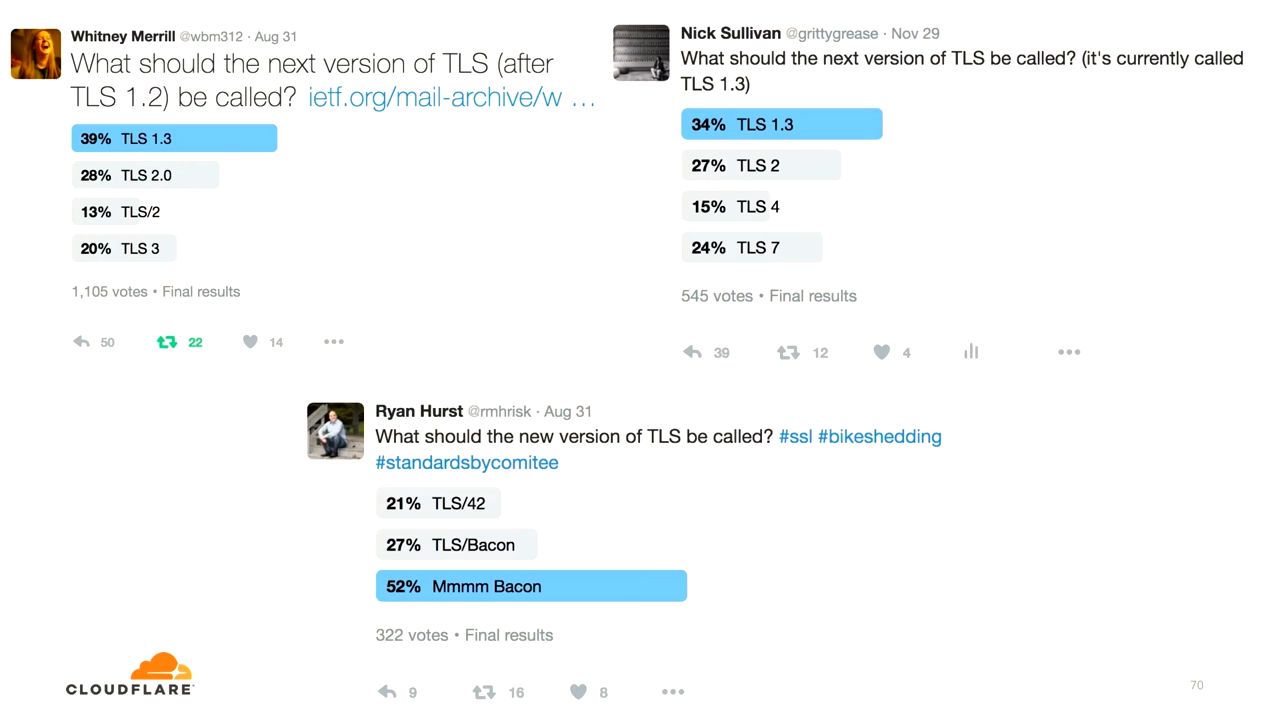 Whitney Merrill @wbm312 · Aug 31
What should the next version of TLS (after
TLS 1.2) be called? ietf.org/mail-archive/w …
39% TLS 1.3
28% TLS 2.0
13% TLS/2
20% TLS 3
1,105 votes • Final results
50 22 14
Nick Sullivan @grittygrease · Nov 29
What should the next version of TLS be called? (it's currently called
TLS 1.3)
34% TLS 1.3
27% TLS 2
15% TLS 4
24% TLS 7
545 votes • Final results
39 12 4
Ryan Hurst @rmhrisk · Aug 31
What should the new version of TLS be called? #ssl #bikeshedding
#standardsbycomitee
21% TLS/42
27% TLS/Bacon
52% Mmmm Bacon
322 votes • Final results
9 16 8
CLOUDFLARE
70